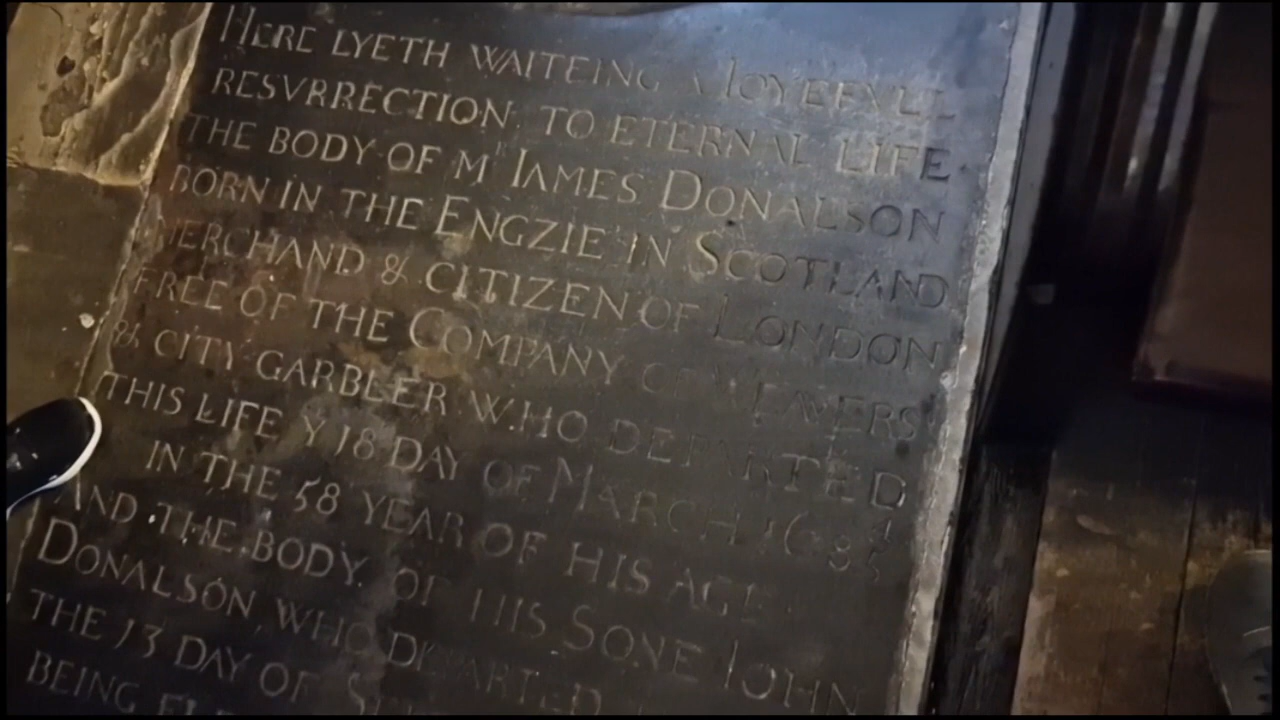 HERE LYETH WAITEING A IOYEFVLL
RESVRRECTION TO ETERNAL LIFE
THE BODY OF Mʳ IAMES DONALSON
BORN IN THE ENGZIE IN SCOTLAND
MERCHAND & CITIZEN OF LONDON
FREE OF THE COMPANY OF WEAVERS
& CITY GARBLER WHO DEPARTED
THIS LIFE Y 18 DAY OF MARCH 168
IN THE 58 YEAR OF HIS AGE
AND THE BODY OF HIS SONE IOHN
DONALSON WHO DEPARTED
THE 13 DAY OF
BEING